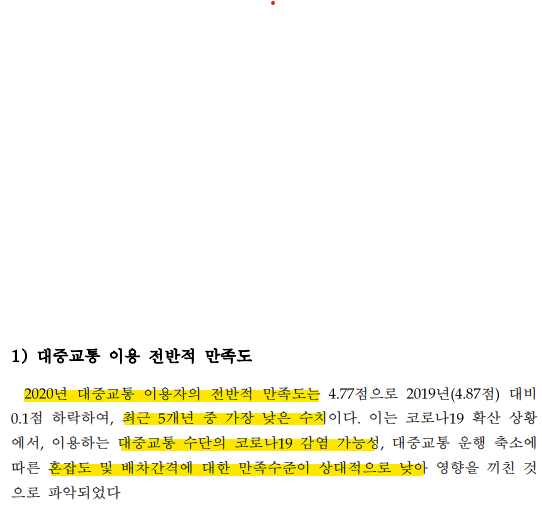 1) 대중교통 이용 전반적 만족도
2020년 대중교통 이용자의 전반적 만족도는 4.77점으로 2019년(4.87점) 대비
0.1점 하락하여, 최근 5개년 중 가장 낮은 수치이다. 이는 코로나19 확산 상황
에서, 이용하는 대중교통 수단의 코로나19 감염 가능성, 대중교통 운행 축소에
따른 혼잡도 및 배차간격에 대한 만족수준이 상대적으로 낮아 영향을 끼친 것
으로 파악되었다